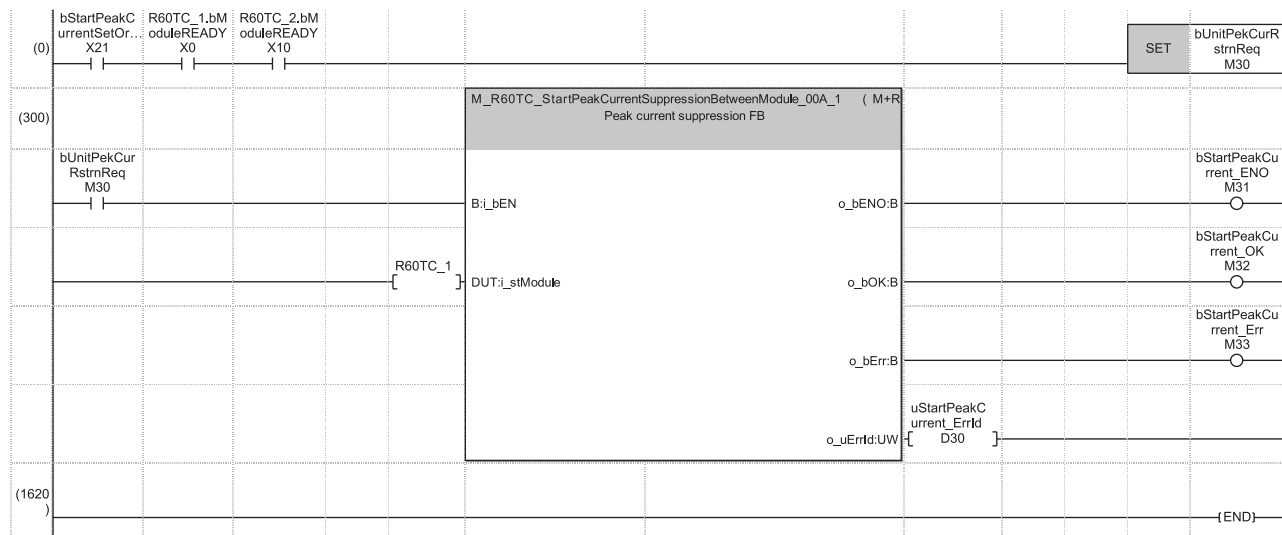 bStartPeakC R60TC_1.bM R60TC_2.bM
urrentSetOr... oduleREADY oduleREADY
(0) X21 X0 X10
SET
bUnitPekCurR
strnReq
M30
(300)
M_R60TC_StartPeakCurrentSuppressionBetweenModule_00A_1 ( M+R
Peak current suppression FB
bUnitPekCur
RstrnReq
M30
B:i_bEN
o_bENO:B
bStartPeakCu
rrent_ENO
M31
R60TC_1
DUT:i_stModule
o_bOK:B
bStartPeakCu
rrent_OK
M32
o_bErr:B
bStartPeakCu
rrent_Err
M33
o_uErrId:UW
uStartPeakC
urrent_ErrId
D30
(1620
)
END